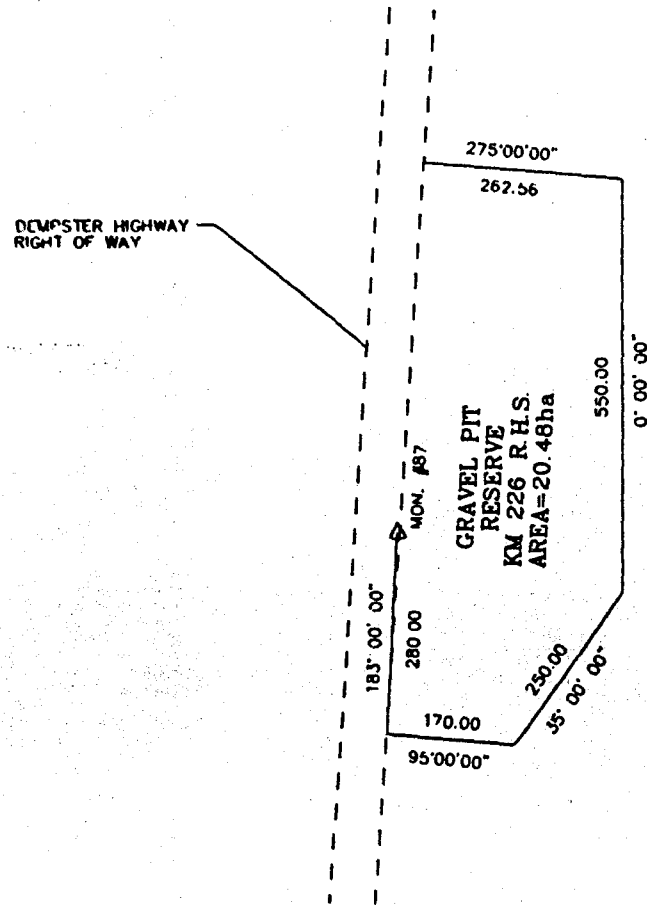 275°00'00"
262.56
DEMPSTER HIGHWAY
RIGHT OF WAY
550.00
0° 00' 00"
GRAVEL PIT
RESERVE
KM 226 R.H.S.
AREA=20.48ha
MON. #87
183° 00' 00"
280.00
250.00
35° 00' 00"
170.00
95°00'00"